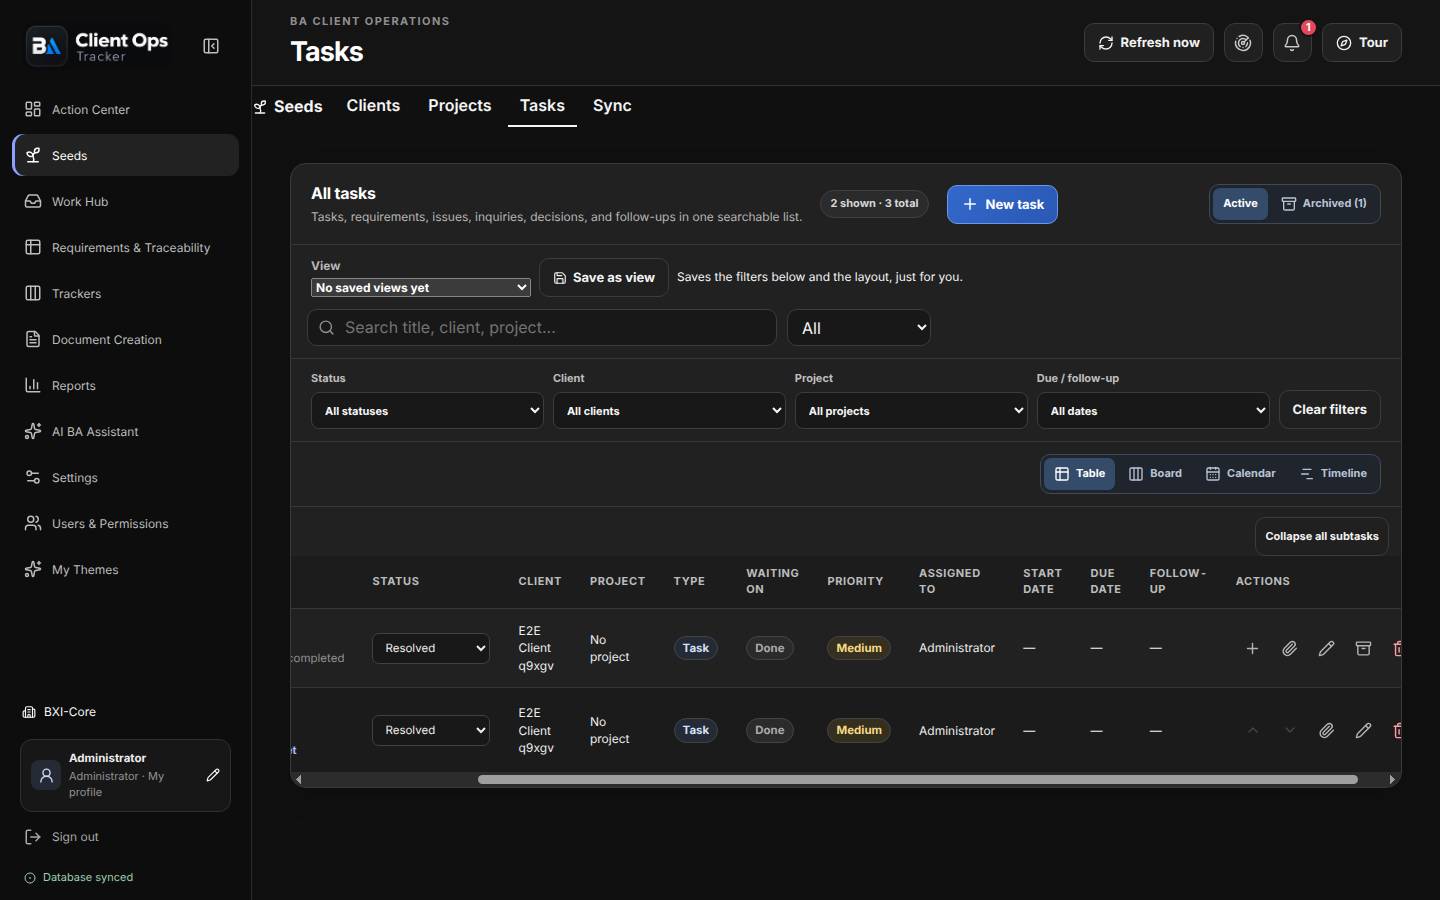 BA Client Ops
Tracker
Action Center
Seeds
Work Hub
Requirements & Traceability
Trackers
Document Creation
Reports
AI BA Assistant
Settings
Users & Permissions
My Themes
BXI-Core
Administrator
Administrator · My
profile
Sign out
Database synced
BA CLIENT OPERATIONS
Tasks
Refresh now
1
Tour
Seeds Clients Projects Tasks Sync
All tasks
Tasks, requirements, issues, inquiries, decisions, and follow-ups in one searchable list.
2 shown · 3 total
New task
Active Archived (1)
View
No saved views yet
Save as view
Saves the filters below and the layout, just for you.
Search title, client, project...
All
Status Client Project Due / follow-up
All statuses All clients All projects All dates Clear filters
Table Board Calendar Timeline
Collapse all subtasks
STATUS CLIENT PROJECT TYPE WAITING ON PRIORITY ASSIGNED TO START DATE DUE DATE FOLLOW-UP ACTIONS
completed Resolved E2E Client q9xgv No project Task Done Medium Administrator — — —
Resolved E2E Client q9xgv No project Task Done Medium Administrator — — —